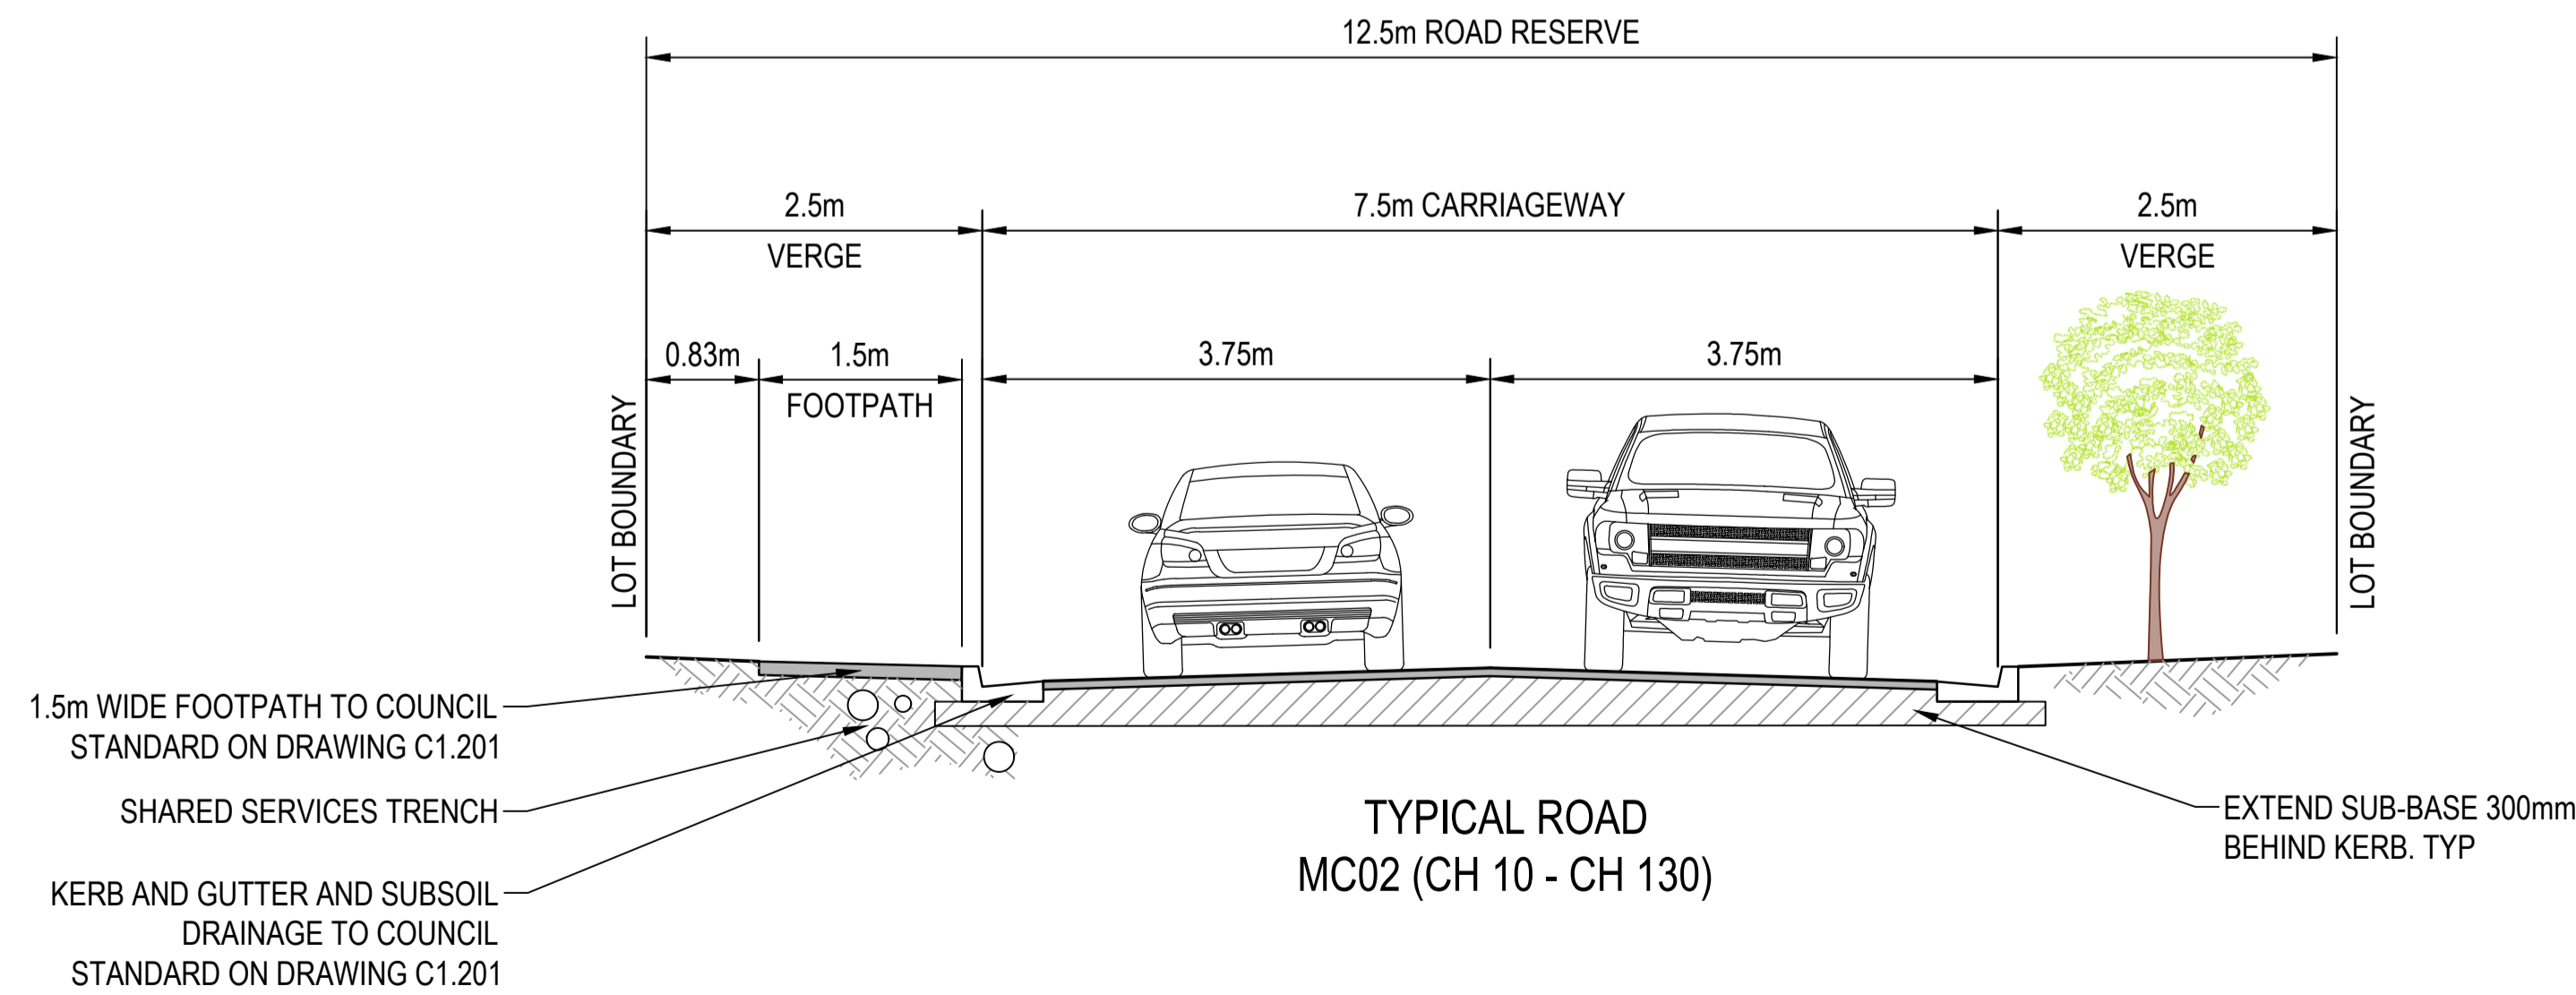 12.5m ROAD RESERVE
2.5m
VERGE
7.5m CARRIAGEWAY
2.5m
VERGE
0.83m
1.5m
FOOTPATH
3.75m
3.75m
LOT BOUNDARY
LOT BOUNDARY
1.5m WIDE FOOTPATH TO COUNCIL
STANDARD ON DRAWING C1.201
SHARED SERVICES TRENCH
KERB AND GUTTER AND SUBSOIL
DRAINAGE TO COUNCIL
STANDARD ON DRAWING C1.201
TYPICAL ROAD
MC02 (CH 10 - CH 130)
EXTEND SUB-BASE 300mm
BEHIND KERB. TYP